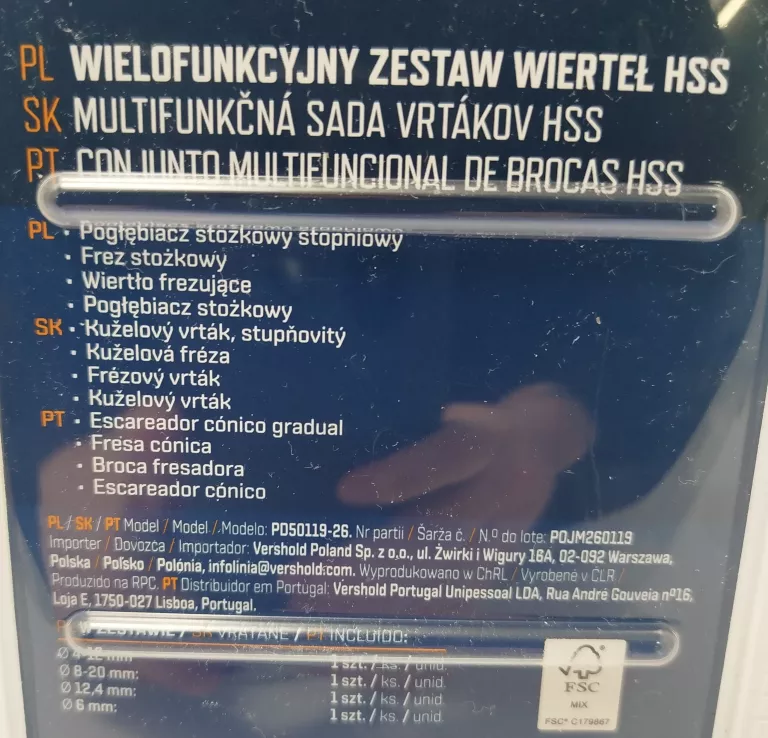 PL WIELOFUNKCYJNY ZESTAW WIERTEŁ HSS
SK MULTIFUNKČNÁ SADA VRTÁKOV HSS
PT CONJUNTO MULTIFUNCIONAL DE BROCAS HSS
PL • Pogłębiacz stożkowy stopniowy
• Frez stożkowy
• Wiertło frezujące
• Pogłębiacz stożkowy
SK • Kuželový vrták, stupňovitý
• Kuželová fréza
• Frézový vrták
• Kuželový vrták
PT • Escareador cónico gradual
• Fresa cónica
• Broca fresadora
• Escareador cónico
PL / SK / PT Model / Model / Modelo: PD50119-26. Nr partii / Šarža č. / N.º do lote: POJM260119
Importer / Dovozca / Importador: Vershold Poland Sp. z o.o., ul. Żwirki i Wigury 16A, 02-092 Warszawa,
Polska / Poľsko / Polónia, infolinia@vershold.com. Wyprodukowano w ChRL / Vyrobené v ČLR /
Produzido na RPC. PT Distribuidor em Portugal: Vershold Portugal Unipessoal LDA, Rua André Gouveia nº16,
Loja E, 1750-027 Lisboa, Portugal.
W ZESTAWIE / SK VRÁTANE / PT INCLUÍDO:
Ø 4-12 mm 1 szt. / ks. / unid.
Ø 8-20 mm: 1 szt. / ks. / unid.
Ø 12,4 mm: 1 szt. / ks. / unid.
Ø 6 mm: 1 szt. / ks. / unid.
FSC
MIX
FSC® C179867